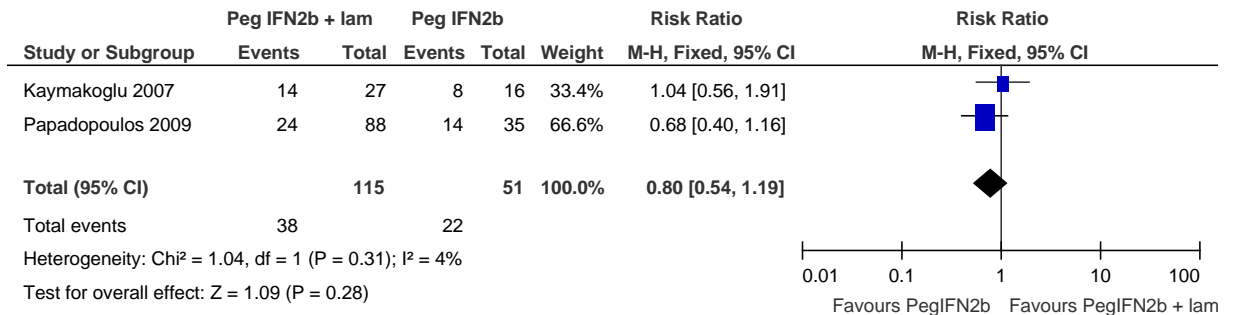 Peg IFN2b + lam Peg IFN2b Risk Ratio Risk Ratio
Study or Subgroup Events Total Events Total Weight M-H, Fixed, 95% CI M-H, Fixed, 95% CI
Kaymakoglu 2007 14 27 8 16 33.4% 1.04 [0.56, 1.91]
Papadopoulos 2009 24 88 14 35 66.6% 0.68 [0.40, 1.16]
Total (95% CI) 115 51 100.0% 0.80 [0.54, 1.19]
Total events 38 22
Heterogeneity: Chi² = 1.04, df = 1 (P = 0.31); I² = 4%
Test for overall effect: Z = 1.09 (P = 0.28)
0.01 0.1 1 10 100
Favours PegIFN2b Favours PegIFN2b + lam